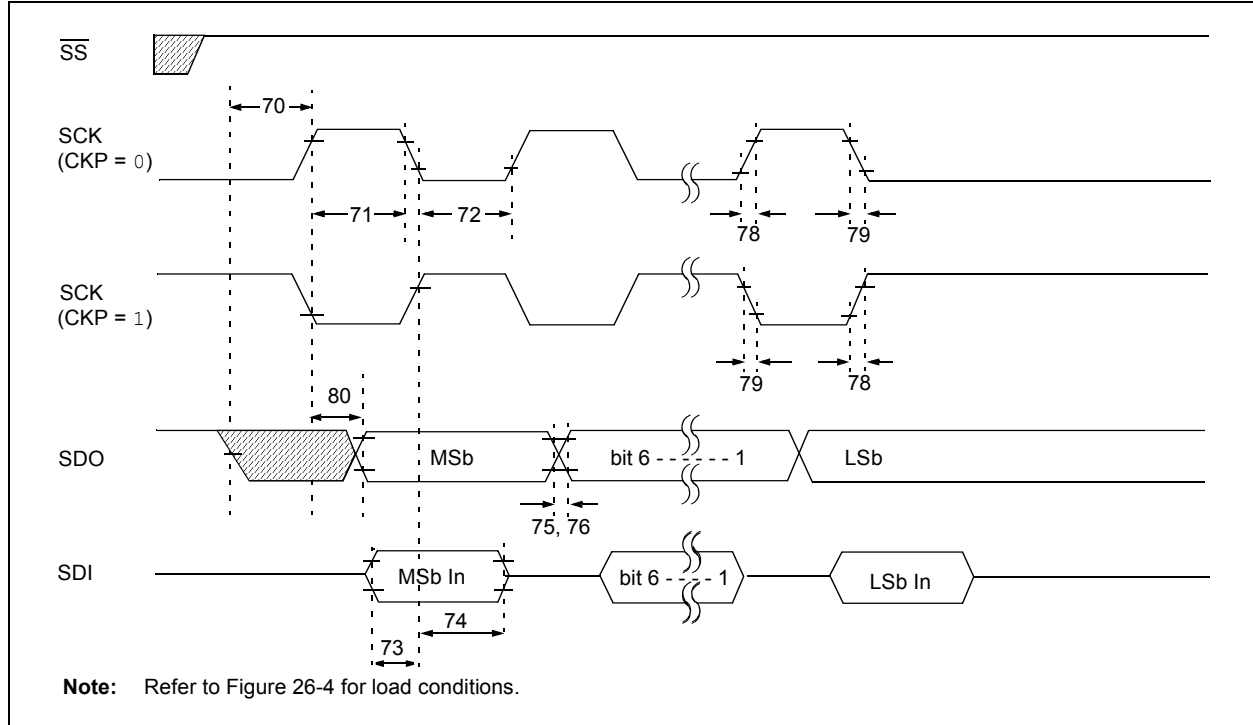 SS
70
SCK
(CKP = 0)
71
72
78
79
SCK
(CKP = 1)
79
78
80
SDO
MSb
bit 6 - - - - - - 1
LSb
75, 76
SDI
MSb In
bit 6 - - - - 1
LSb In
74
73
Note: Refer to Figure 26-4 for load conditions.